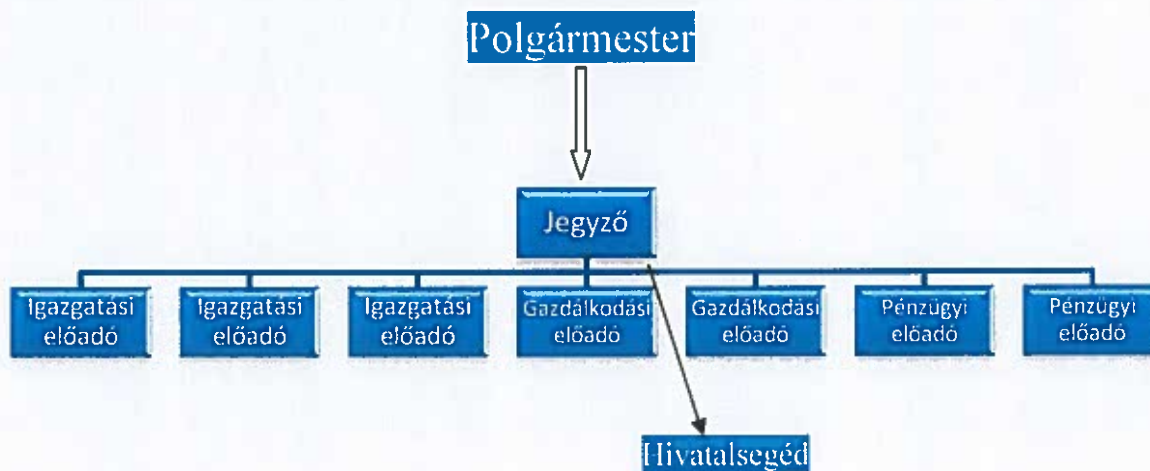 Polgármester
Jegyző
Igazgatási
előadó
Igazgatási
előadó
Igazgatási
előadó
Gazdálkodási
előadó
Gazdálkodási
előadó
Pénzügyi
előadó
Pénzügyi
előadó
Hivatalsegéd